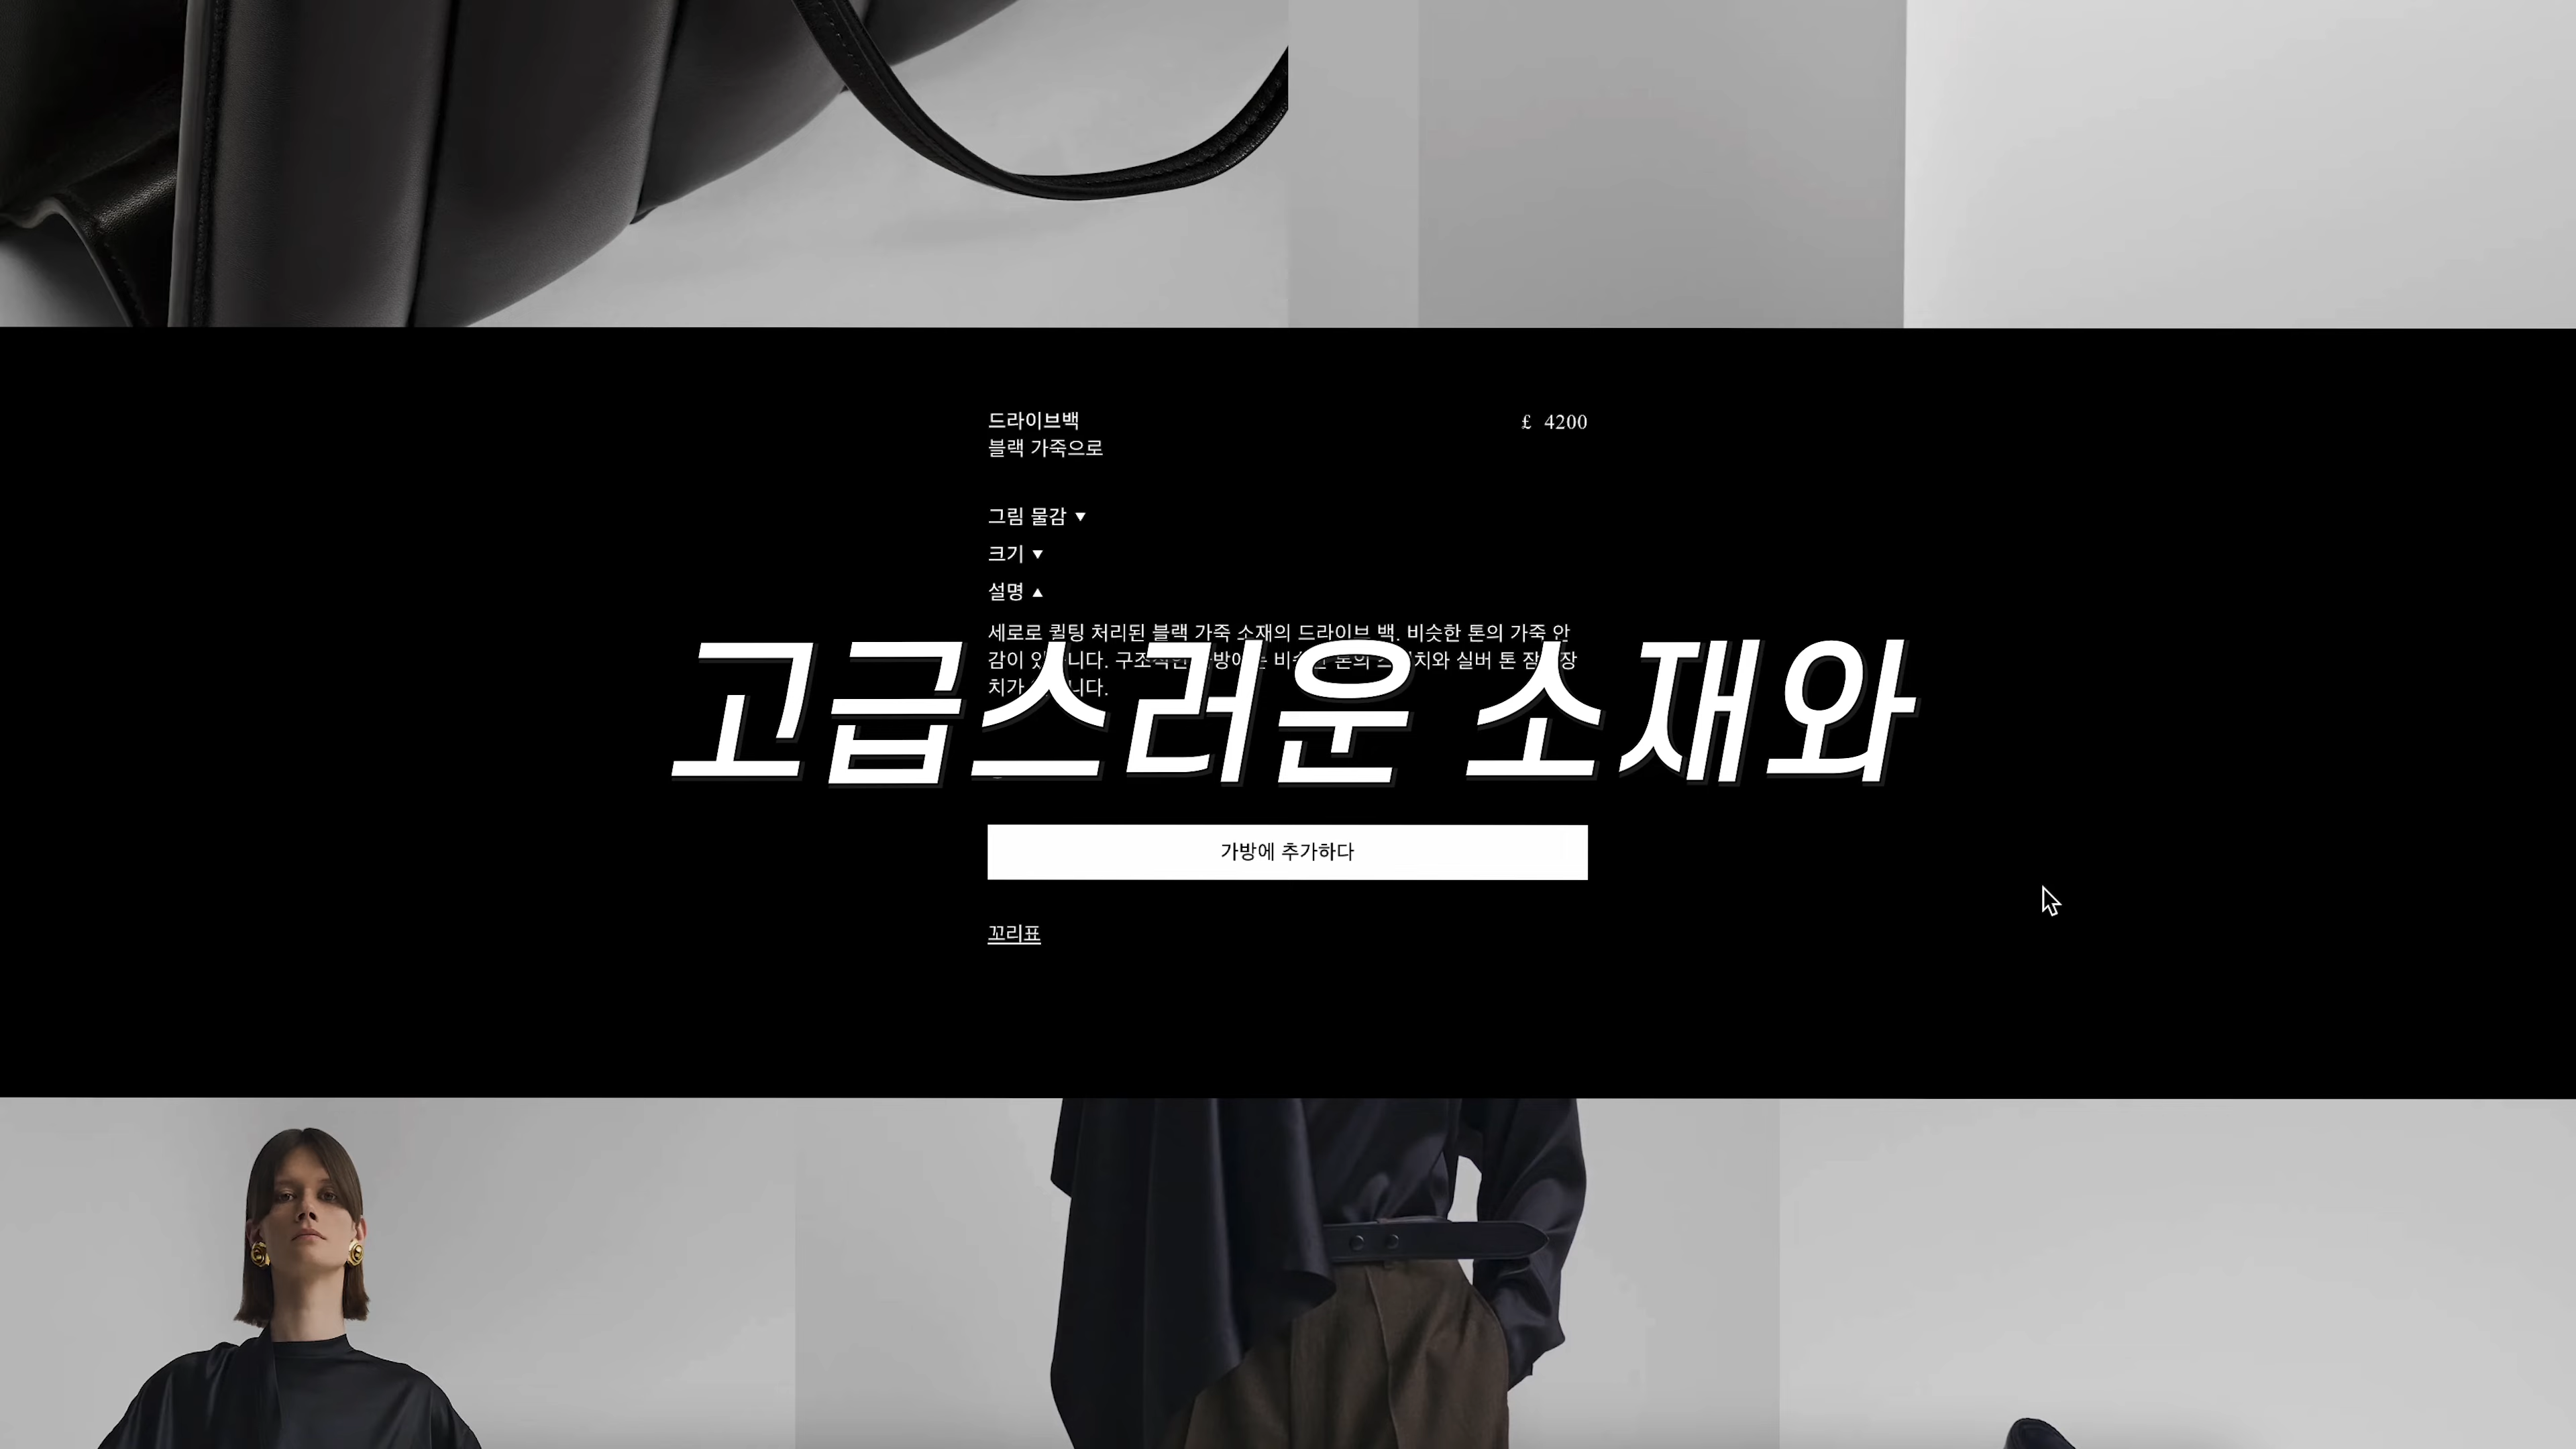 드라이브백
£ 4200
블랙 가죽으로
그림 물감 ▼
크기 ▼
설명 ▲
세로로 퀼팅 처리된 블랙 가죽 소재의 드라이브 백. 비슷한 톤의 가죽 안
감이 니다. 비 톤의 치와 실버 톤
치가 니다.
고급스러운 소재와
가방에 추가하다
꼬리표